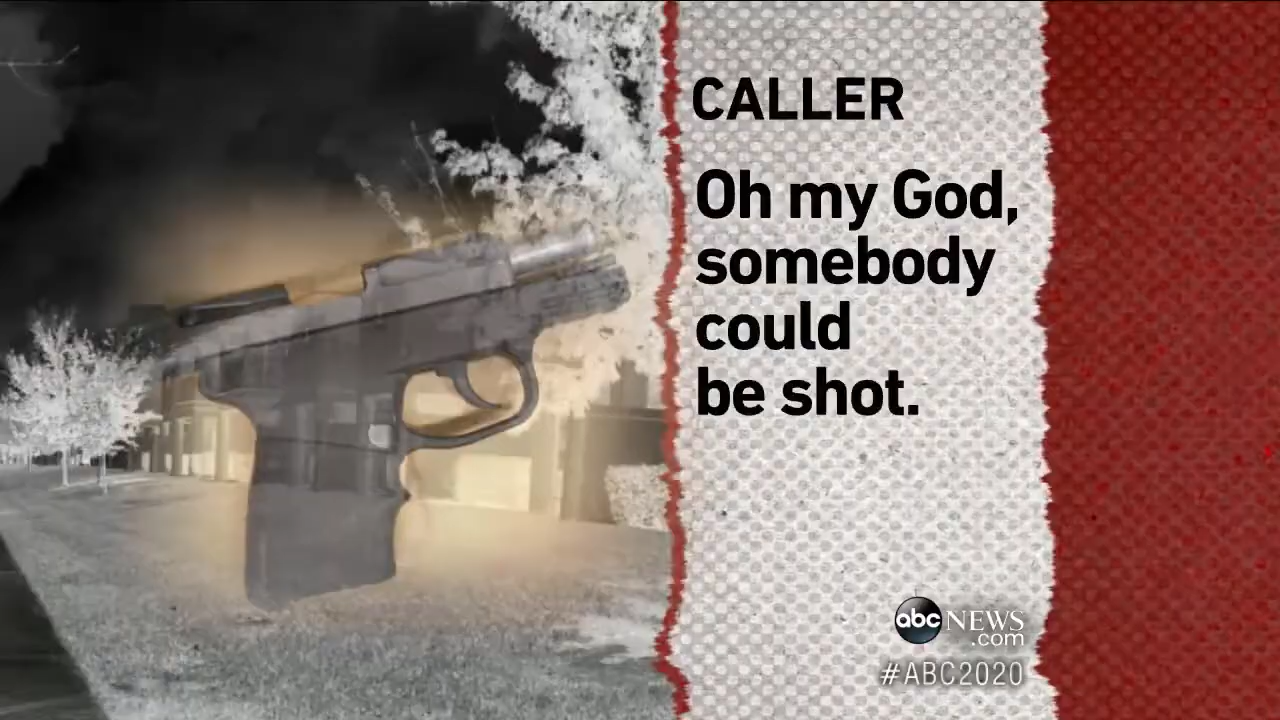 CALLER
Oh my God,
somebody
could
be shot.
abc NEWS
.com
#ABC2020